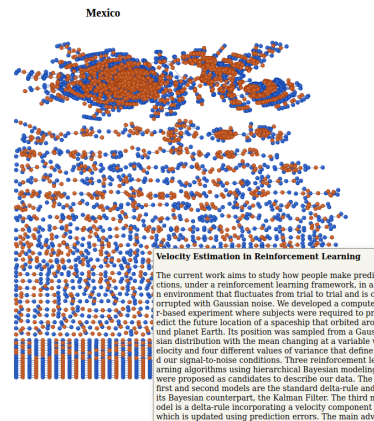 Mexico
Velocity Estimation in Reinforcement Learning
The current work aims to study how people make predi
ctions, under a reinforcement learning framework, in a
n environment that fluctuates from trial to trial and is c
orrupted with Gaussian noise. We developed a compute
r-based experiment where subjects were required to pr
edict the future location of a spaceship that orbited aro
und planet Earth. Its position was sampled from a Gaus
sian distribution with the mean changing at a variable v
elocity and four different values of variance that define
d our signal-to-noise conditions. Three reinforcement le
arning algorithms using hierarchical Bayesian modeling
were proposed as candidates to describe our data. The
first and second models are the standard delta-rule and
its Bayesian counterpart, the Kalman Filter. The third m
odel is a delta-rule incorporating a velocity component
which is updated using prediction errors. The main adv